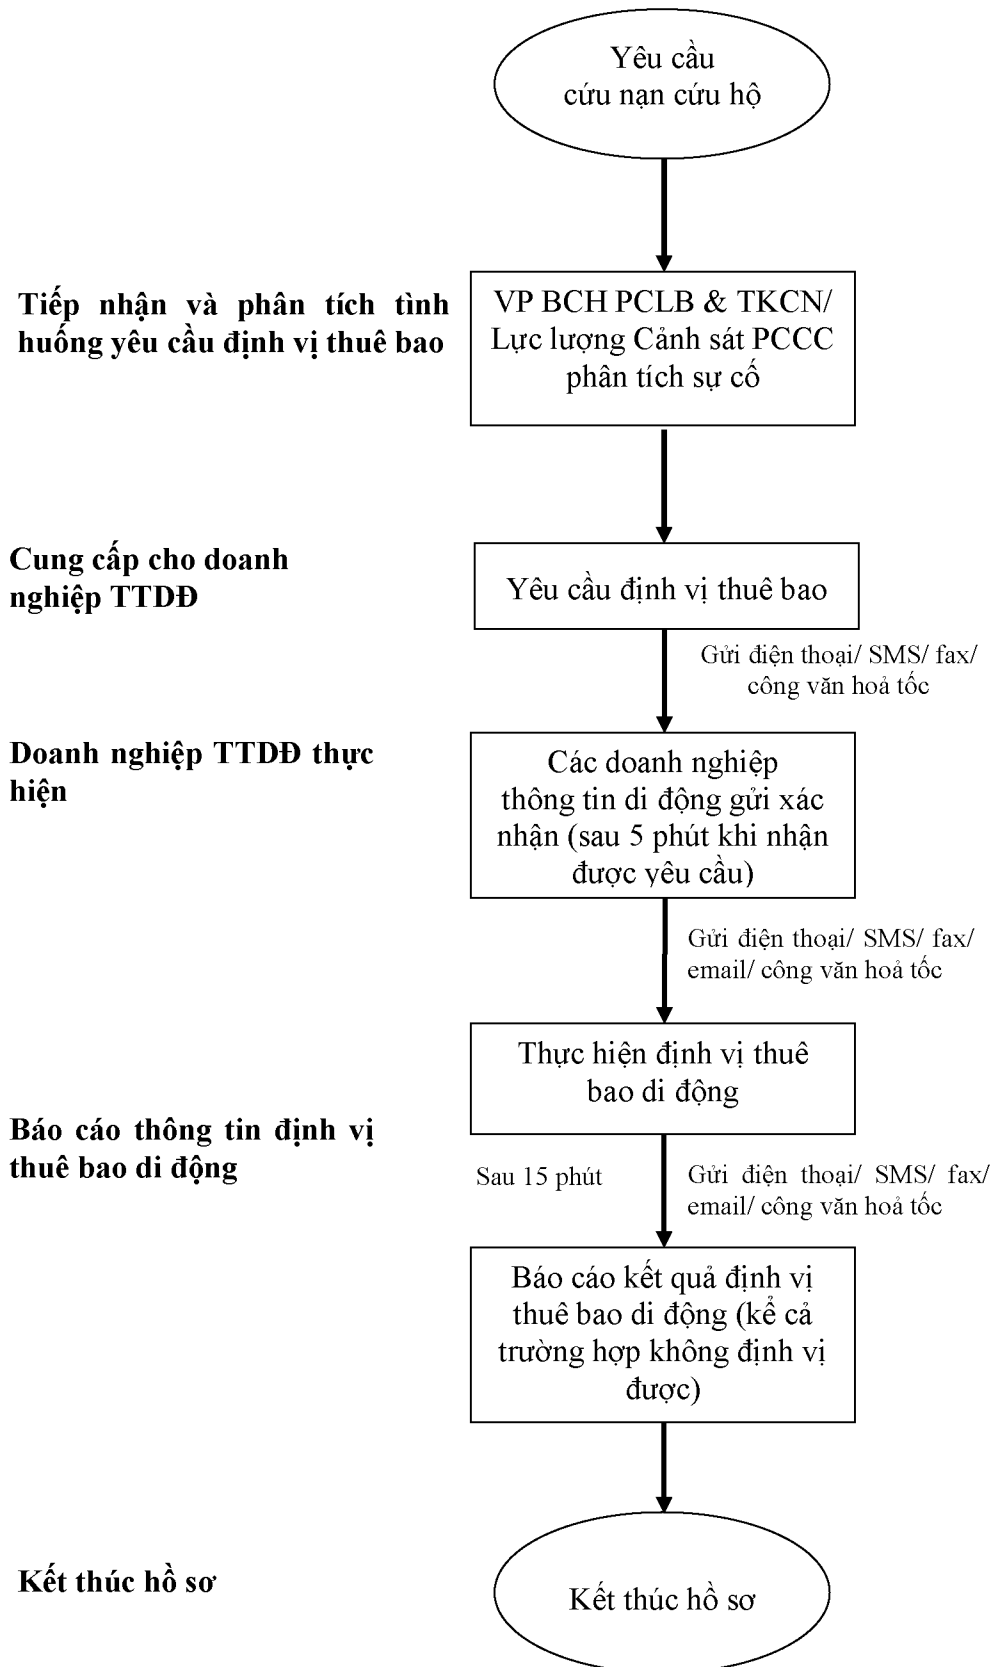 Yêu cầu
cứu nạn cứu hộ
Tiếp nhận và phân tích tình
huống yêu cầu định vị thuê bao
VP BCH PCLB & TKCN/
Lực lượng Cảnh sát PCCC
phân tích sự cố
Cung cấp cho doanh
nghiệp TTDĐ
Yêu cầu định vị thuê bao
Gửi điện thoại/ SMS/ fax/
công văn hoả tốc
Doanh nghiệp TTDĐ thực
hiện
Các doanh nghiệp
thông tin di động gửi xác
nhận (sau 5 phút khi nhận
được yêu cầu)
Gửi điện thoại/ SMS/ fax/
email/ công văn hoả tốc
Thực hiện định vị thuê
bao di động
Báo cáo thông tin định vị
thuê bao di động
Sau 15 phút
Gửi điện thoại/ SMS/ fax/
email/ công văn hoả tốc
Báo cáo kết quả định vị
thuê bao di động (kể cả
trường hợp không định vị
được)
Kết thúc hồ sơ
Kết thúc hồ sơ